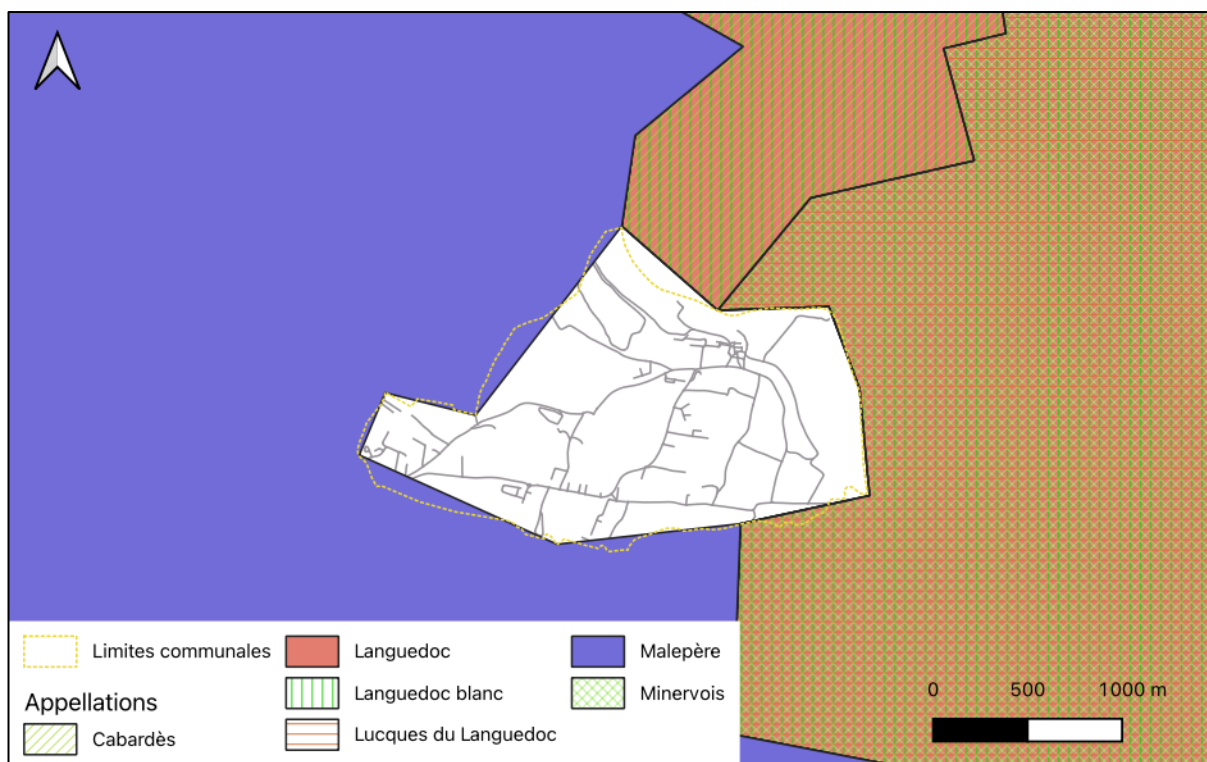 Limites communales
Appellations
Cabardès
Languedoc
Languedoc blanc
Lucques du Languedoc
Malepère
Minervois
0 500 1000 m